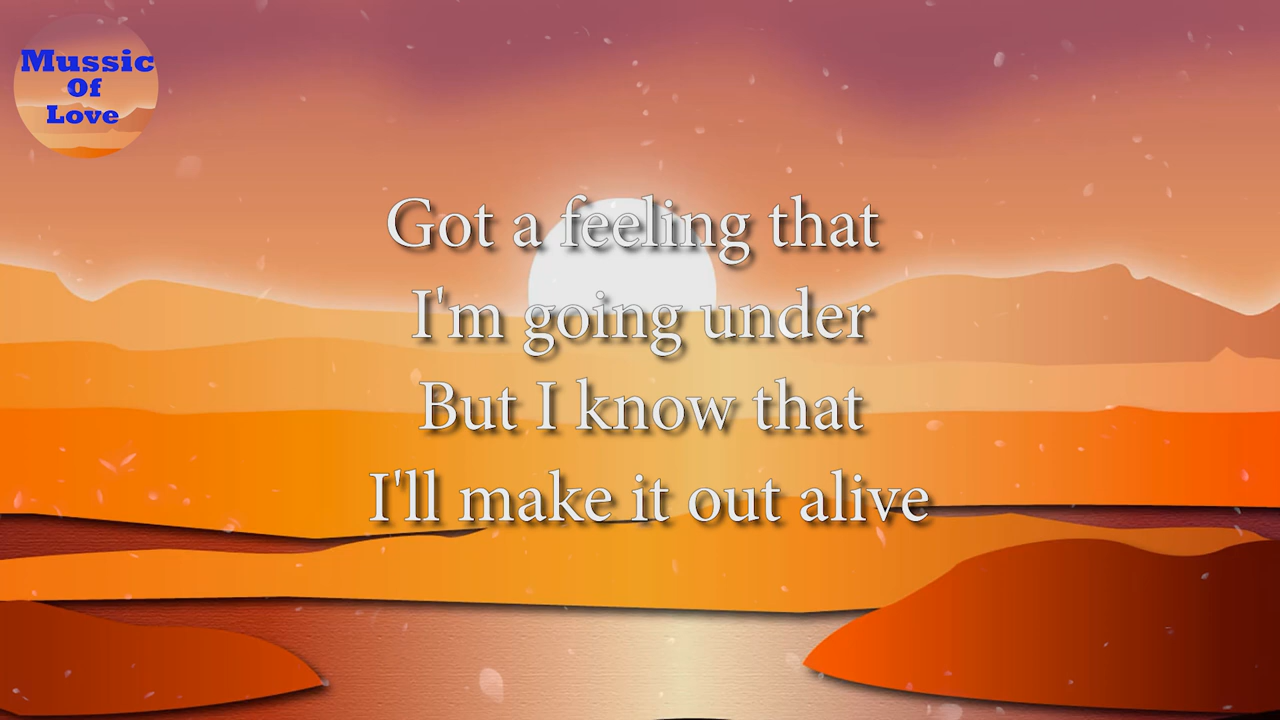 Mussic
Of
Love
Got a feeling that
I'm going under
But I know that
I'll make it out alive